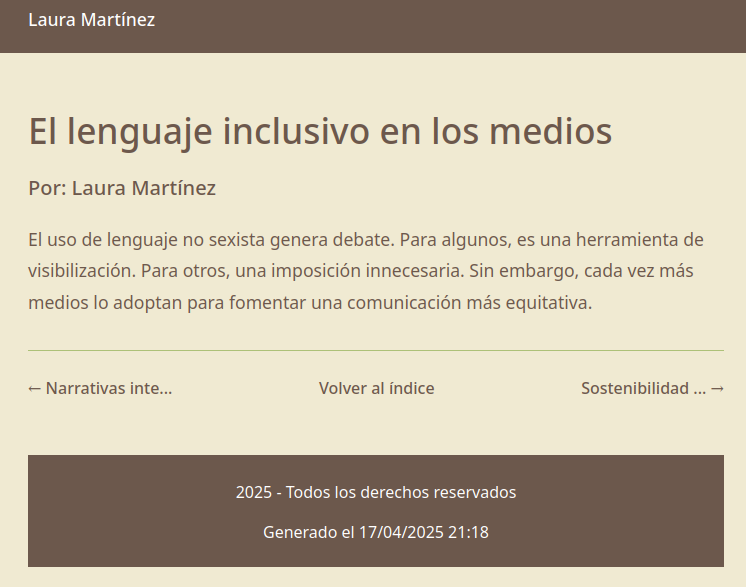 Laura Martínez
El lenguaje inclusivo en los medios
Por: Laura Martínez
El uso de lenguaje no sexista genera debate. Para algunos, es una herramienta de
visibilización. Para otros, una imposición innecesaria. Sin embargo, cada vez más
medios lo adoptan para fomentar una comunicación más equitativa.
← Narrativas inte... Volver al índice Sostenibilidad ... →
2025 - Todos los derechos reservados
Generado el 17/04/2025 21:18